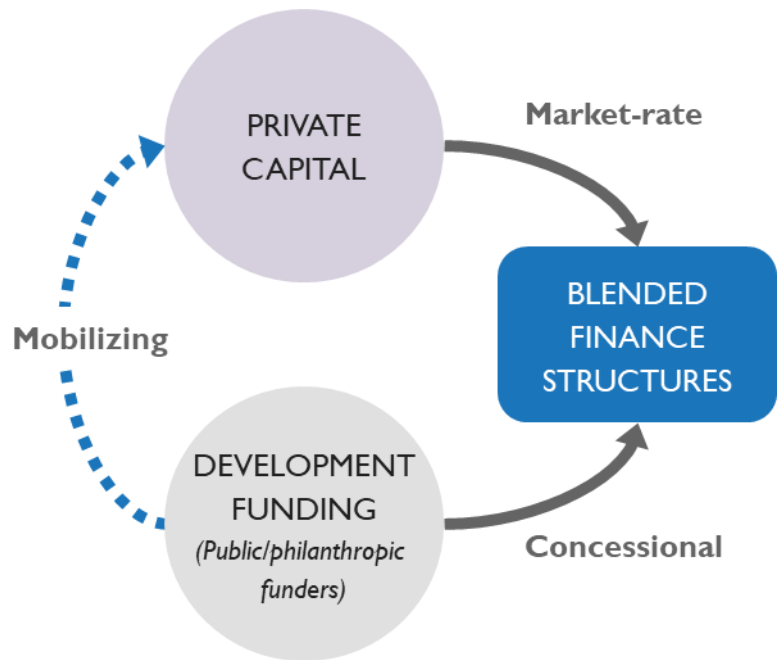 PRIVATE
CAPITAL
Market-rate
BLENDED
FINANCE
STRUCTURES
Mobilizing
DEVELOPMENT
FUNDING
(Public/philanthropic
funders)
Concessional